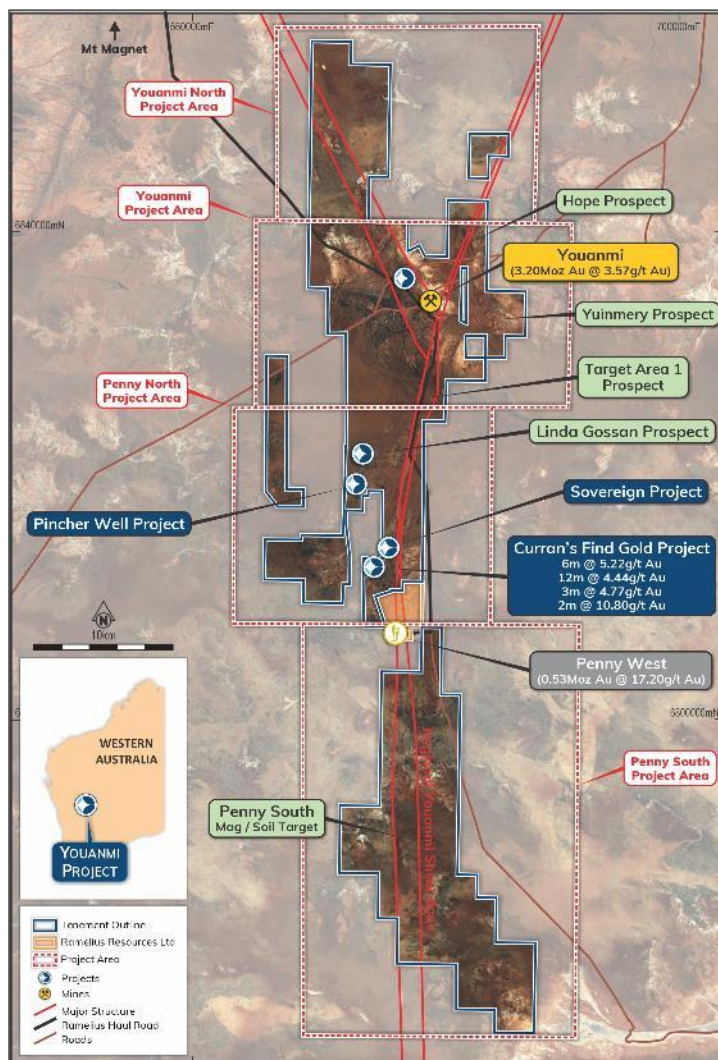 660000mE
700000mE
Mt Magnet
Youanmi North
Project Area
Youanmi
Project Area
6840000mN
Hope Prospect
Youanmi
(3.20Moz Au @ 3.57g/t Au)
Yuinmery Prospect
Target Area 1
Prospect
Penny North
Project Area
Linda Gossan Prospect
Pincher Well Project
Sovereign Project
Curran's Find Gold Project
6m @ 5.22g/t Au
12m @ 4.44g/t Au
3m @ 4.77g/t Au
2m @ 10.80g/t Au
N
10km
Penny West
(0.53Moz Au @ 17.20g/t Au)
6800000mN
WESTERN
AUSTRALIA
YOUANMI
PROJECT
Penny South
Project Area
Penny South
Mag / Soil Target
Youanmi
Tenement Outline
Ramelius Resources Ltd
Project Area
Projects
Mines
Major Structure
Ramelius Haul Road
Roads